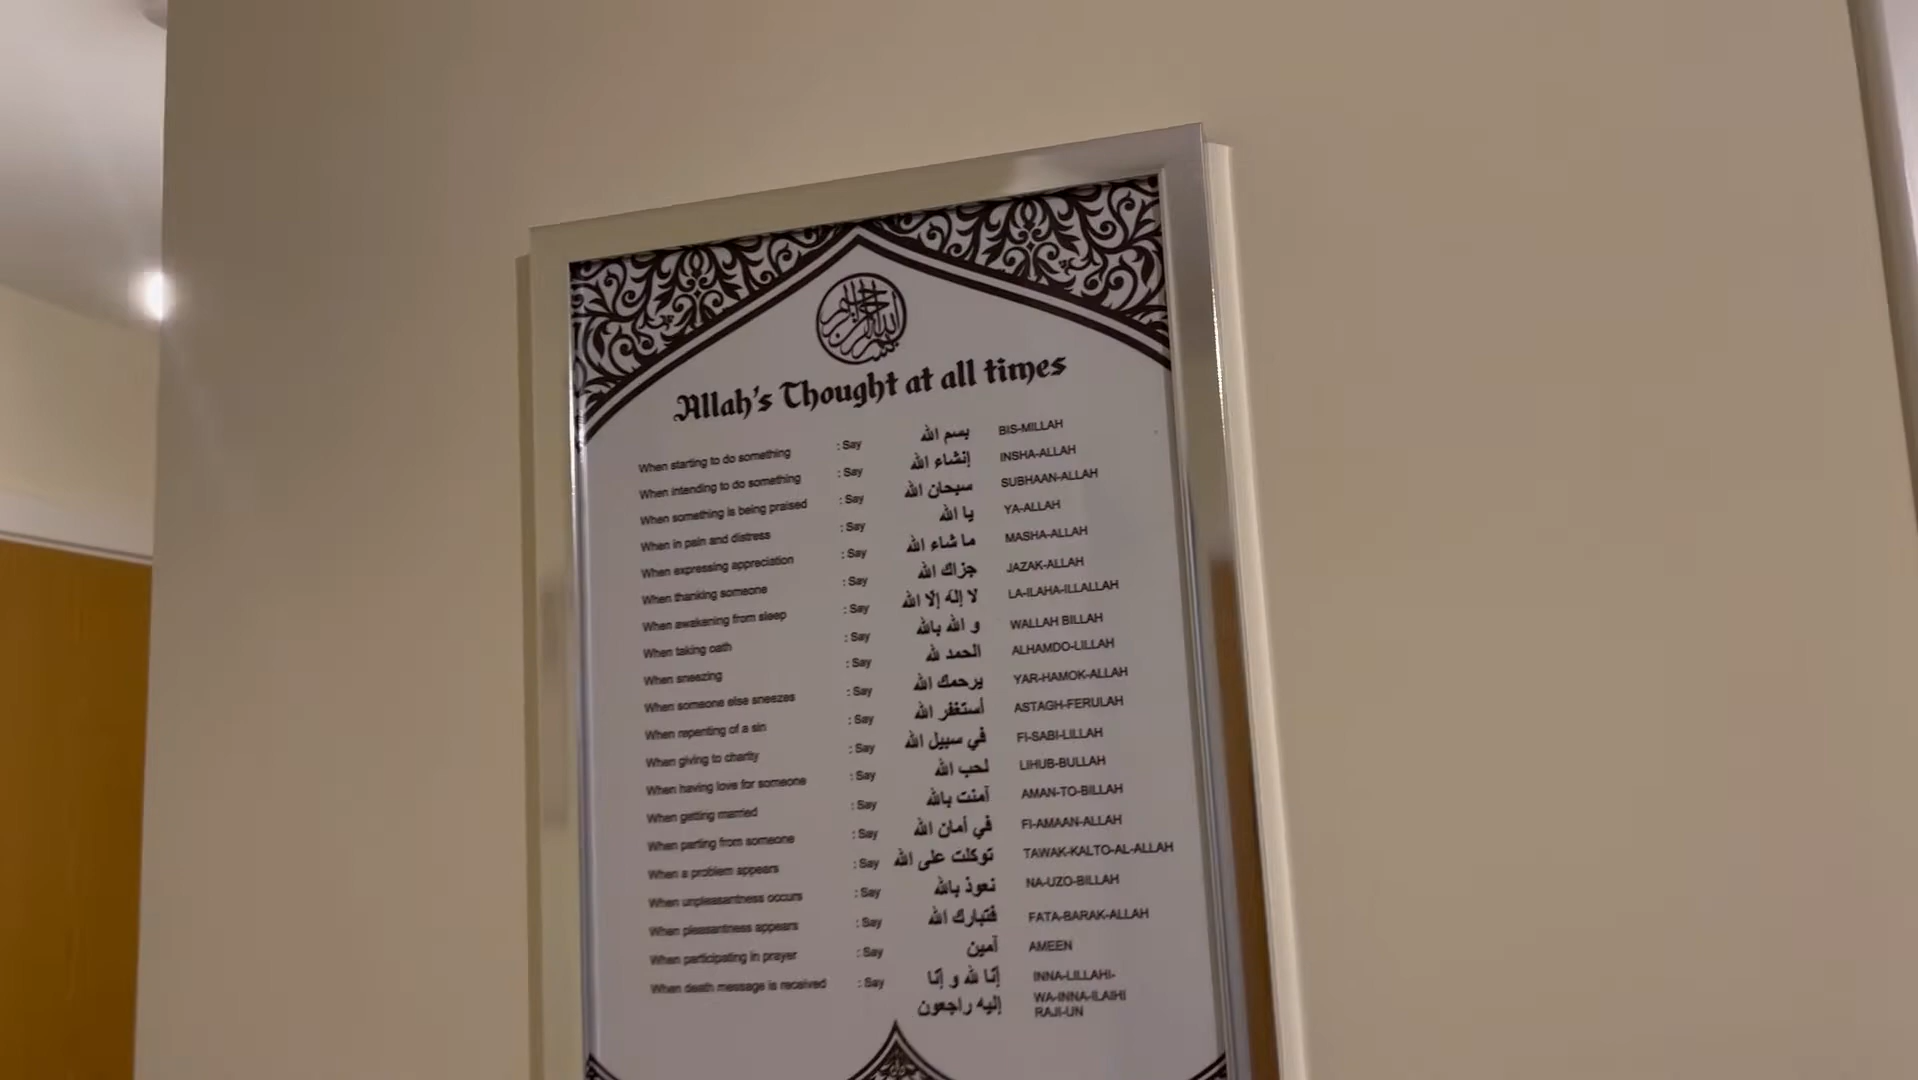 بسم الله الرحمن الرحيم
Allah's Thought at all times
When starting to do something : Say بسم الله BIS-MILLAH
When intending to do something : Say إنشاء الله INSHA-ALLAH
When something is being praised : Say سبحان الله SUBHAAN-ALLAH
When in pain and distress : Say يا الله YA-ALLAH
When expressing appreciation : Say ما شاء الله MASHA-ALLAH
When thanking someone : Say جزاك الله JAZAK-ALLAH
When awakening from sleep : Say لا إله إلا الله LA-ILAHA-ILLALLAH
When taking oath : Say و الله بالله WALLAH BILLAH
When sneezing : Say الحمد لله ALHAMDO-LILLAH
When someone else sneezes : Say يرحمك الله YAR-HAMOK-ALLAH
When repenting of a sin : Say أستغفر الله ASTAGH-FERULAH
When giving to charity : Say في سبيل الله FI-SABI-LILLAH
When having love for someone : Say لحب الله LIHUB-BULLAH
When getting married : Say آمنت بالله AMAN-TO-BILLAH
When parting from someone : Say في أمان الله FI-AMAAN-ALLAH
When a problem appears : Say توكلت على الله TAWAK-KALTO-AL-ALLAH
When unpleasantness occurs : Say نعوذ بالله NA-UZO-BILLAH
When pleasantness appears : Say فتبارك الله FATA-BARAK-ALLAH
When participating in prayer : Say آمين AMEEN
When death message is received : Say إنا لله و إنا INNA-LILLAHI-
إليه راجعون WA-INNA-ILAIHI
RAJI-UN